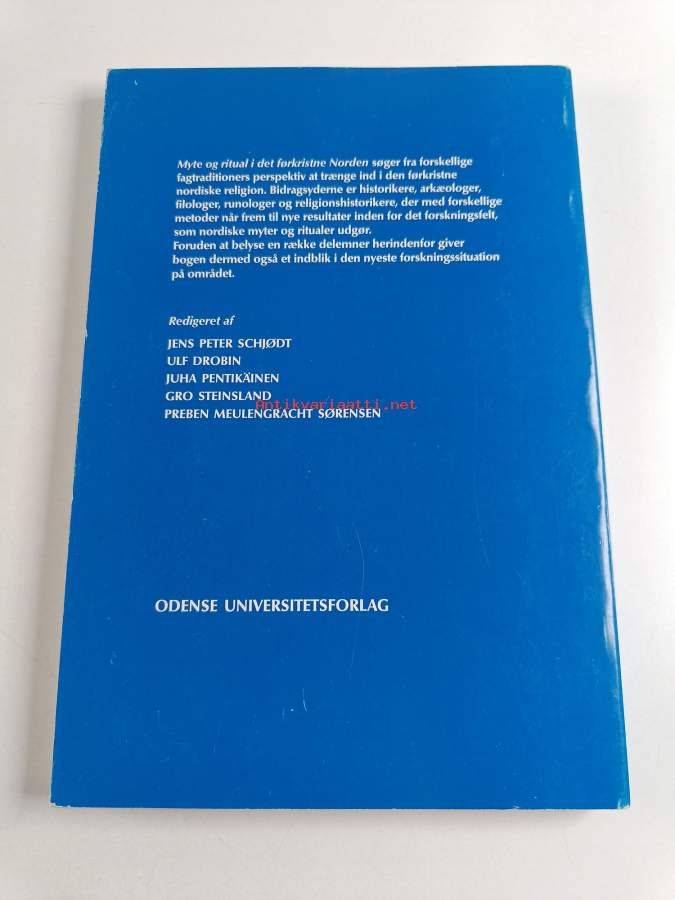 Myte og ritual i det førkristne Norden søger fra forskellige
fagtraditioners perspektiv at trænge ind i den førkristne
nordiske religion. Bidragsyderne er historikere, arkæologer,
filologer, runologer og religionshistorikere, der med forskellige
metoder når frem til nye resultater inden for det forskningsfelt,
som nordiske myter og ritualer udgør.
Foruden at belyse en række delemner herindenfor giver
bogen dermed også et indblik i den nyeste forskningssituation
på området.
Redigeret af
JENS PETER SCHJØDT
ULF DROBIN
JUHA PENTIKÄINEN
GRO STEINSLAND
Antikvariaatti.net
PREBEN MEULENGRACHT SØRENSEN
ODENSE UNIVERSITETSFORLAG